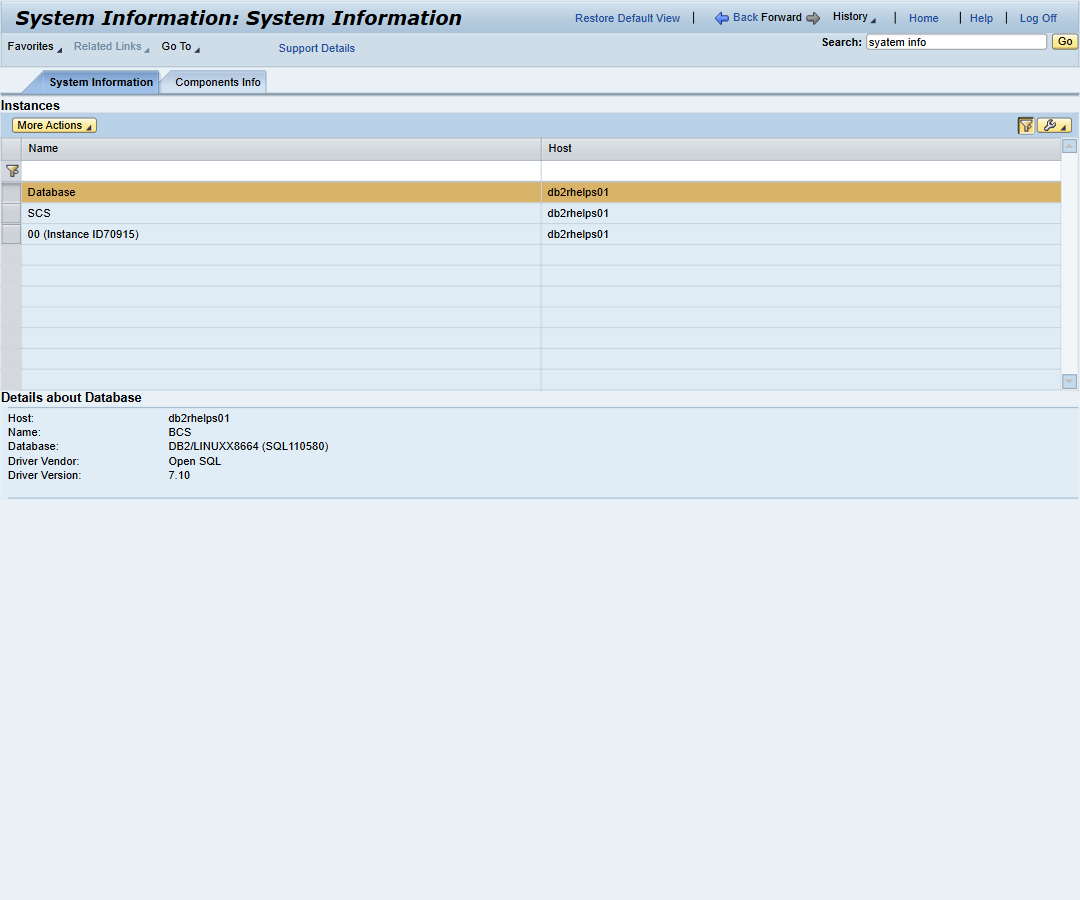 System Information: System Information
Restore Default View | Back Forward History | Home | Help | Log Off
Favorites Related Links Go To Support Details Search: syatem info Go
System Information Components Info
Instances
More Actions
Name Host
Database db2rhelps01
SCS db2rhelps01
00 (Instance ID70915) db2rhelps01
Details about Database
Host: db2rhelps01
Name: BCS
Database: DB2/LINUXX8664 (SQL110580)
Driver Vendor: Open SQL
Driver Version: 7.10